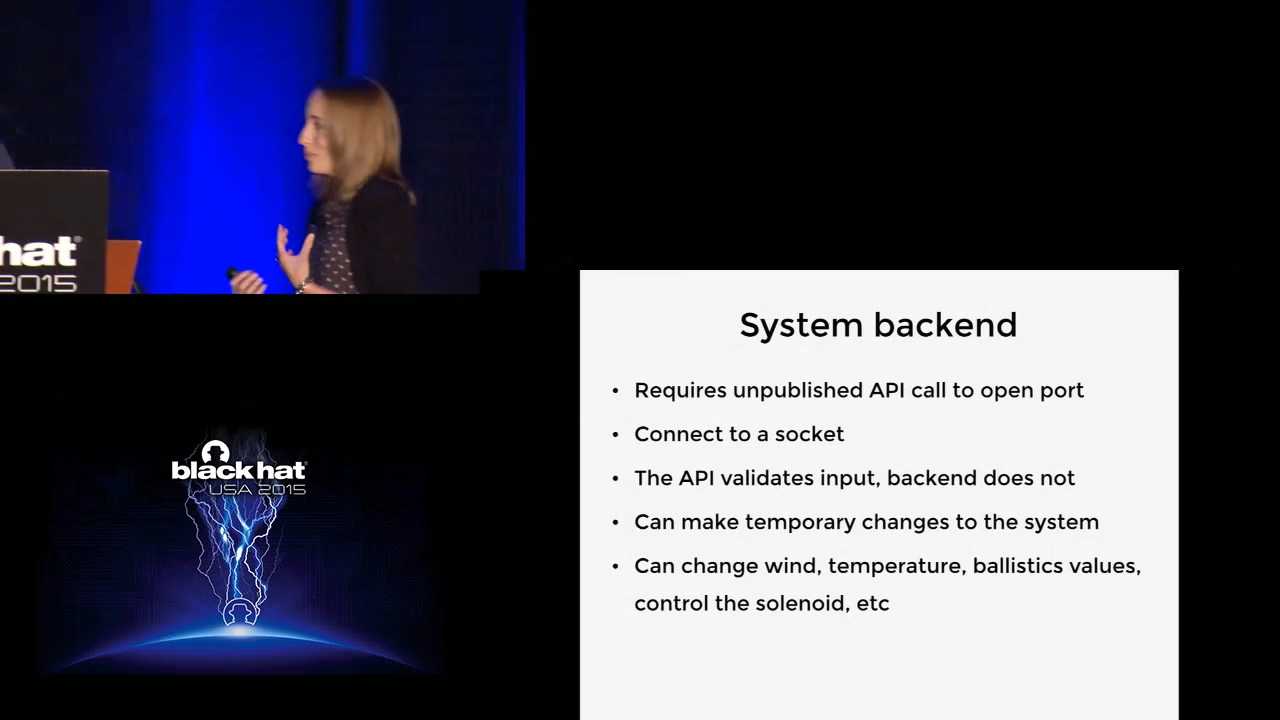 hat
2015
black hat
USA 2015
System backend
• Requires unpublished API call to open port
• Connect to a socket
• The API validates input, backend does not
• Can make temporary changes to the system
• Can change wind, temperature, ballistics values,
control the solenoid, etc